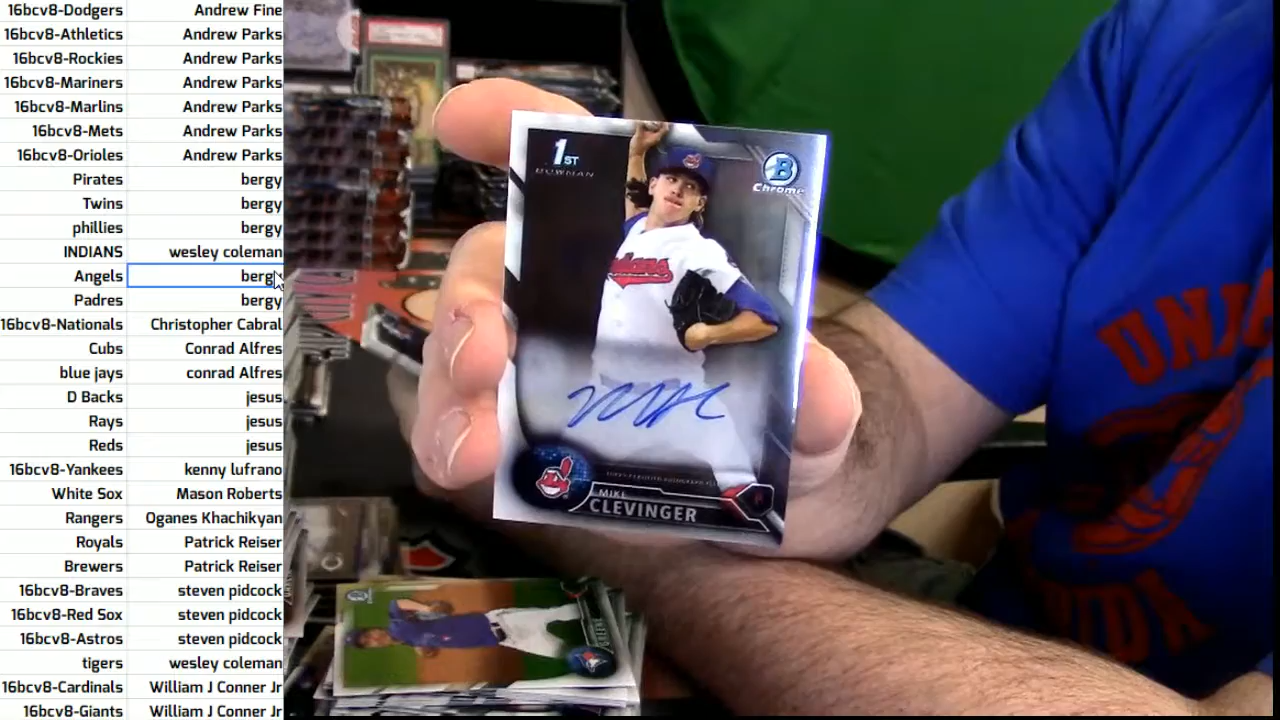 16bcv8-Dodgers Andrew Fine
16bcv8-Athletics Andrew Parks
16bcv8-Rockies Andrew Parks
16bcv8-Mariners Andrew Parks
16bcv8-Marlins Andrew Parks
16bcv8-Mets Andrew Parks
16bcv8-Orioles Andrew Parks
Pirates bergy
Twins bergy
phillies bergy
INDIANS wesley coleman
Angels bergy
Padres bergy
16bcv8-Nationals Christopher Cabral
Cubs Conrad Alfres
blue jays conrad Alfres
D Backs jesus
Rays jesus
Reds jesus
16bcv8-Yankees kenny lufrano
White Sox Mason Roberts
Rangers Oganes Khachikyan
Royals Patrick Reiser
Brewers Patrick Reiser
16bcv8-Braves steven pidcock
16bcv8-Red Sox steven pidcock
16bcv8-Astros steven pidcock
tigers wesley coleman
16bcv8-Cardinals William J Conner Jr
16bcv8-Giants William J Conner Jr
1ST
BOWMAN
B
Chrome
Indians
MIKE
CLEVINGER
GREENE